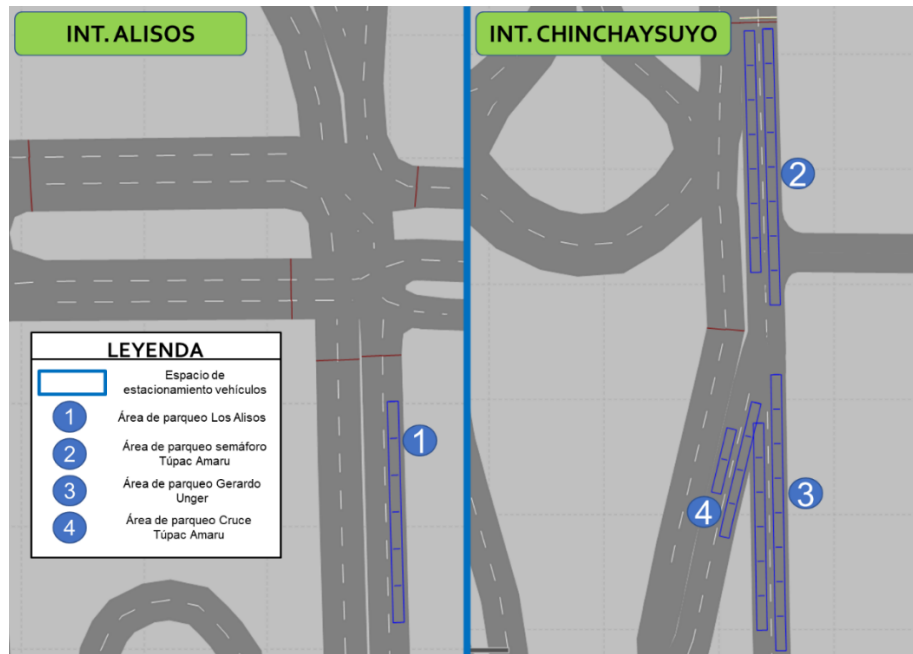 INT. ALISOS
INT. CHINCHAYSUYO
2
LEYENDA
Espacio de
estacionamiento vehículos
1
Área de parqueo Los Alisos
2
Área de parqueo semáforo
Túpac Amaru
3
Área de parqueo Gerardo
Unger
4
Área de parqueo Cruce
Túpac Amaru
1
4
3